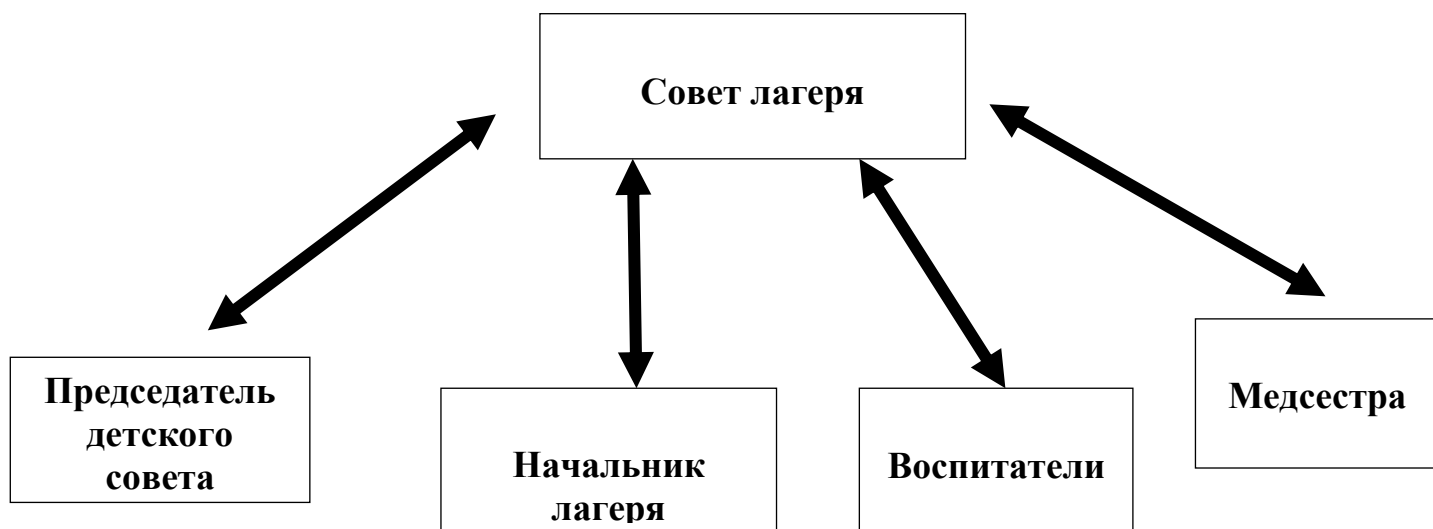 Совет лагеря
Председатель
детского
совета
Начальник
лагеря
Воспитатели
Медсестра